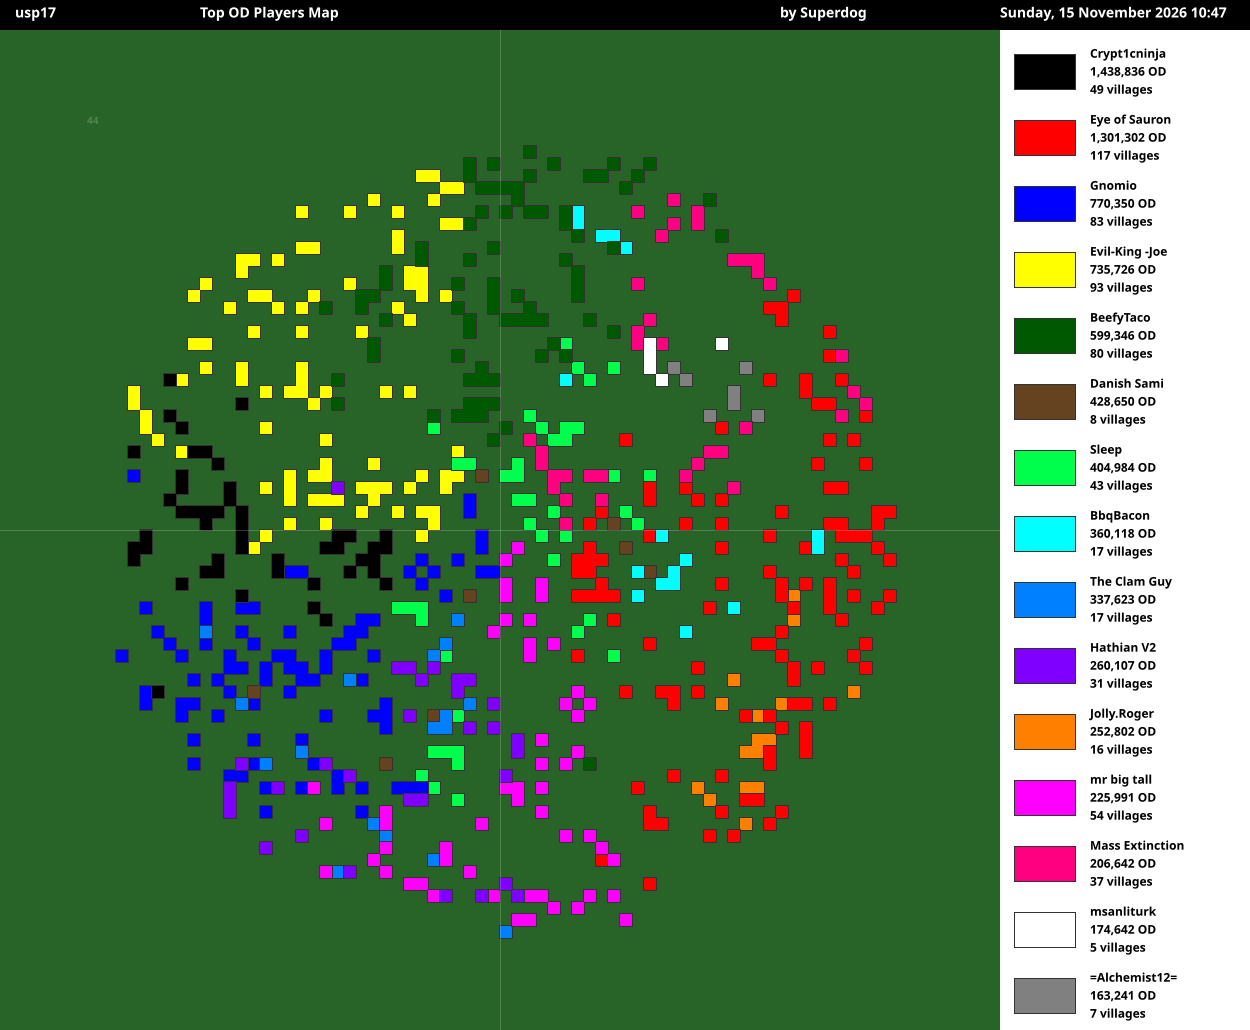 usp17 Top OD Players Map by Superdog Sunday, 15 November 2026 10:47
44
Crypt1cninja
1,438,836 OD
49 villages
Eye of Sauron
1,301,302 OD
117 villages
Gnomio
770,350 OD
83 villages
Evil-King -Joe
735,726 OD
93 villages
BeefyTaco
599,346 OD
80 villages
Danish Sami
428,650 OD
8 villages
Sleep
404,984 OD
43 villages
BbqBacon
360,118 OD
17 villages
The Clam Guy
337,623 OD
17 villages
Hathian V2
260,107 OD
31 villages
Jolly.Roger
252,802 OD
16 villages
mr big tall
225,991 OD
54 villages
Mass Extinction
206,642 OD
37 villages
msanliturk
174,642 OD
5 villages
=Alchemist12=
163,241 OD
7 villages